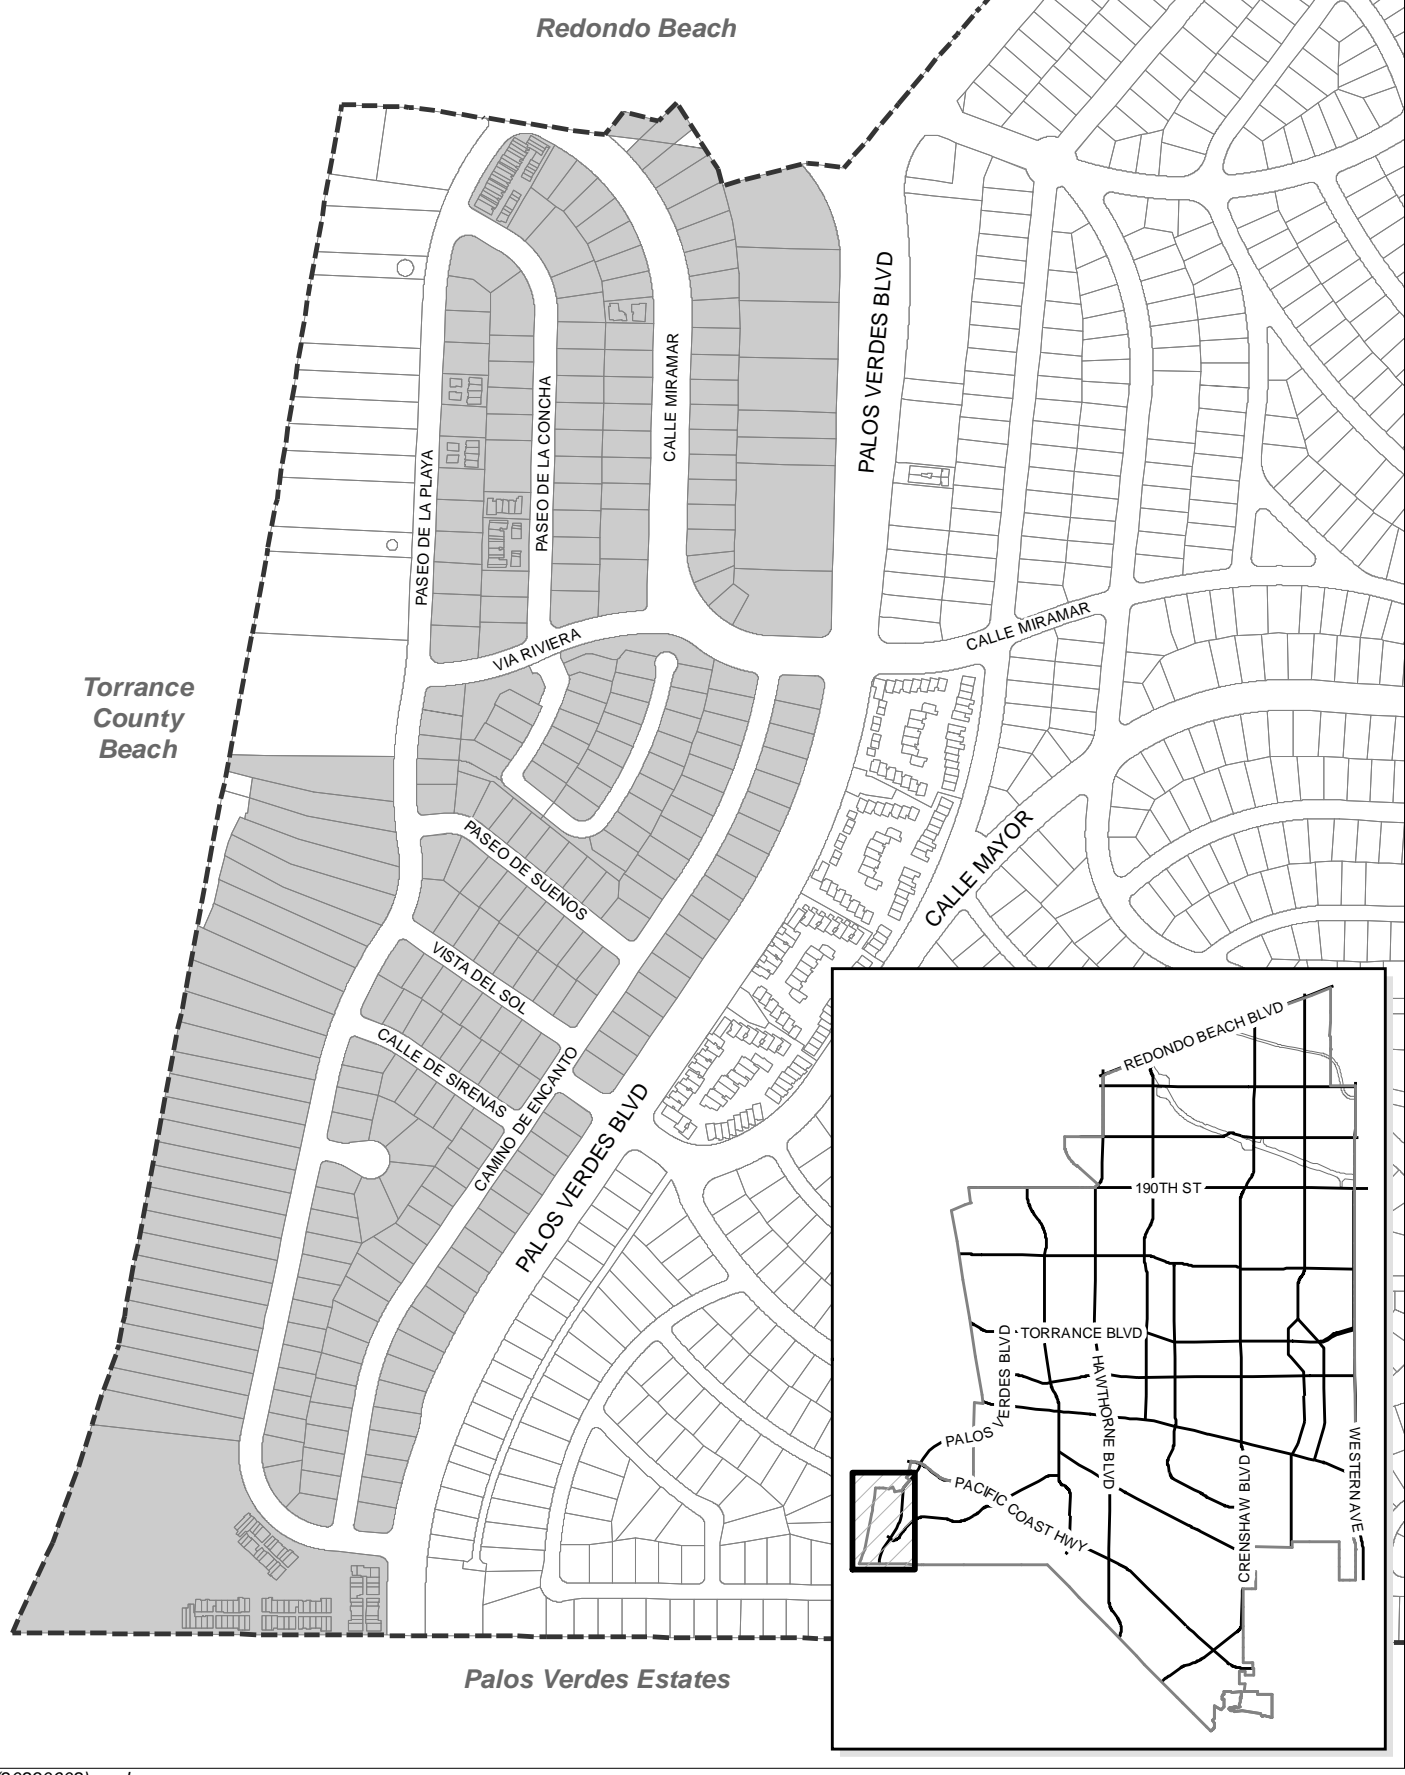 Redondo Beach
PALOS VERDES BLVD
CALLE MIRAMAR
PASEO DE LA CONCHA
PASEO DE LA PLAYA
CALLE MIRAMAR
VIA RIVIERA
Torrance
County
Beach
PASEO DE SUENOS
CALLE MAYOR
VISTA DEL SOL
CALLE DE SIRENAS
CAMINO DE ENCANTO
PALOS VERDES BLVD
REDONDO BEACH BLVD
190TH ST
TORRANCE BLVD
PALOS VERDES BLVD
HAWTHORNE BLVD
PACIFIC COAST HWY
CRENSHAW BLVD
WESTERN AVE
Palos Verdes Estates